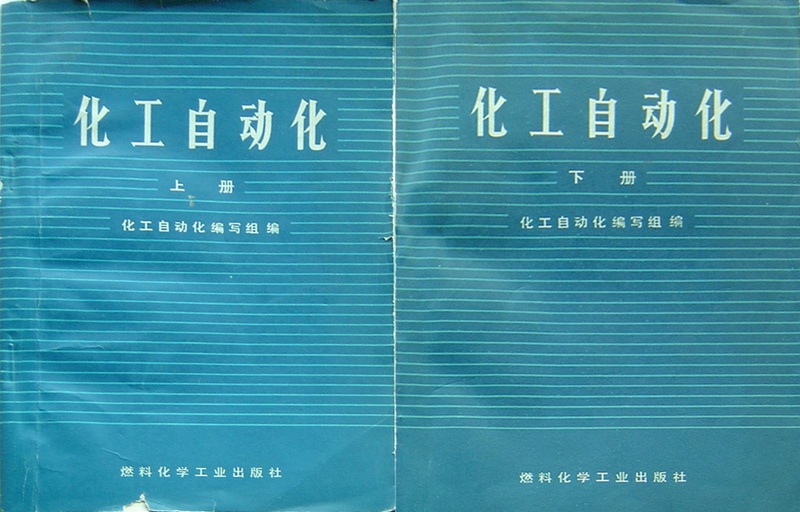 化工自动化
上册
化工自动化编写组 编
燃料化学工业出版社
化工自动化
下册
化工自动化编写组 编
燃料化学工业出版社